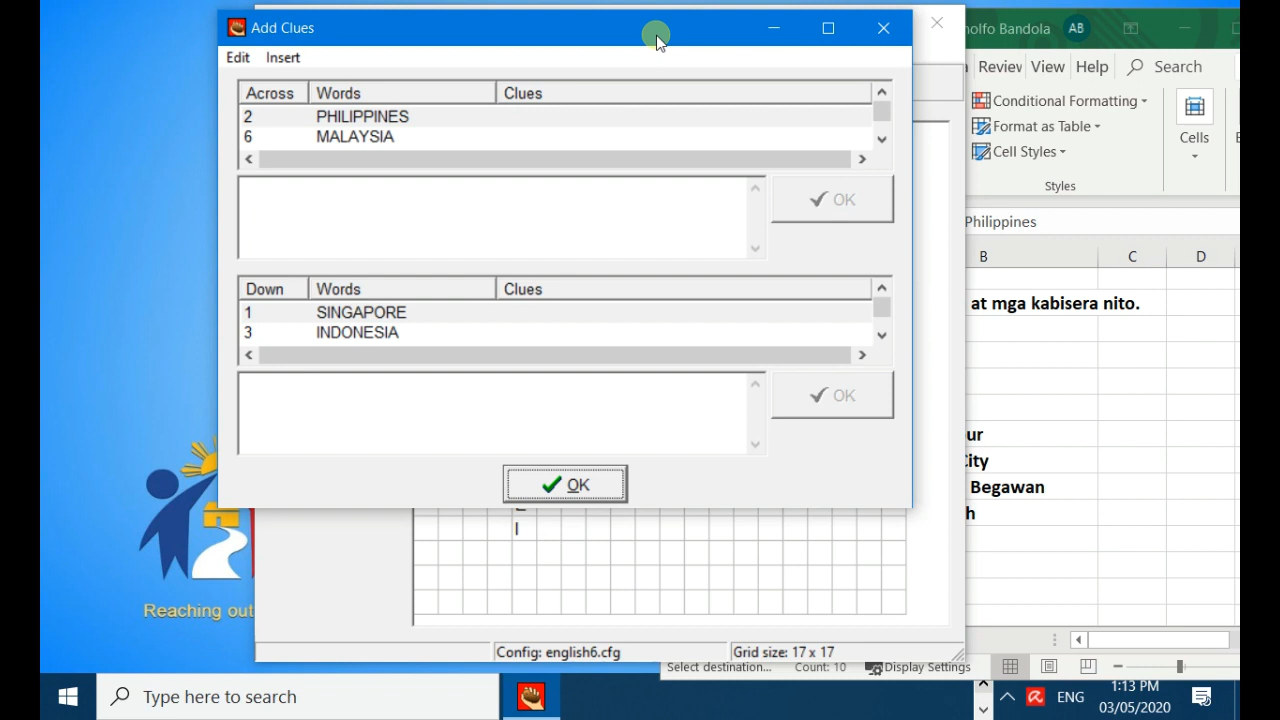 Add Clues
Edit Insert
Across Words Clues
2 PHILIPPINES
6 MALAYSIA
OK
Down Words Clues
1 SINGAPORE
3 INDONESIA
OK
OK
I
Config: english6.cfg Grid size: 17 x 17
Reaching out
nolfo Bandola AB
Review View Help Search
Conditional Formatting
Format as Table
Cell Styles
Cells
Styles
Philippines
B C D
at mga kabisera nito.
ur
City
Begawan
h
Select destination... Count: 10 Display Settings
Type here to search
ENG
1:13 PM
03/05/2020